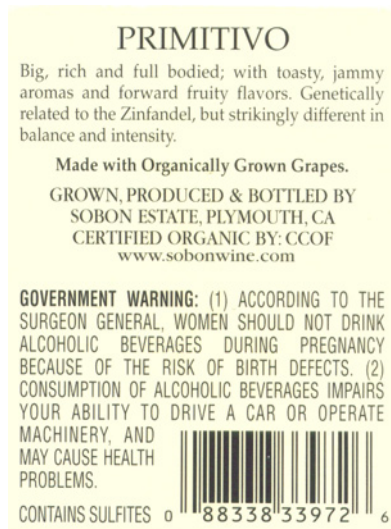 PRIMITIVO
Big, rich and full bodied; with toasty, jammy
aromas and forward fruity flavors. Genetically
related to the Zinfandel, but strikingly different in
balance and intensity.
Made with Organically Grown Grapes.
GROWN, PRODUCED & BOTTLED BY
SOBON ESTATE, PLYMOUTH, CA
CERTIFIED ORGANIC BY: CCOF
www.sobonwine.com
GOVERNMENT WARNING: (1) ACCORDING TO THE
SURGEON GENERAL, WOMEN SHOULD NOT DRINK
ALCOHOLIC BEVERAGES DURING PREGNANCY
BECAUSE OF THE RISK OF BIRTH DEFECTS. (2)
CONSUMPTION OF ALCOHOLIC BEVERAGES IMPAIRS
YOUR ABILITY TO DRIVE A CAR OR OPERATE
MACHINERY, AND
MAY CAUSE HEALTH
PROBLEMS.
CONTAINS SULFITES 0 88338 33972 6